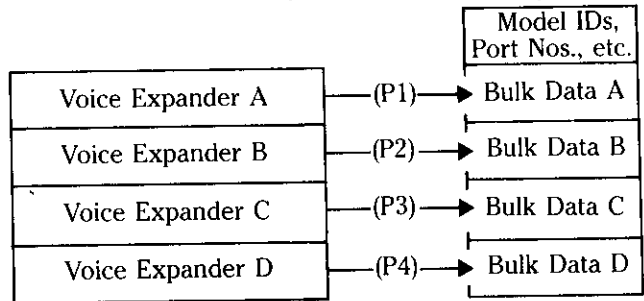 Model IDs,
Port Nos., etc.
Voice Expander A (P1) Bulk Data A
Voice Expander B (P2) Bulk Data B
Voice Expander C (P3) Bulk Data C
Voice Expander D (P4) Bulk Data D